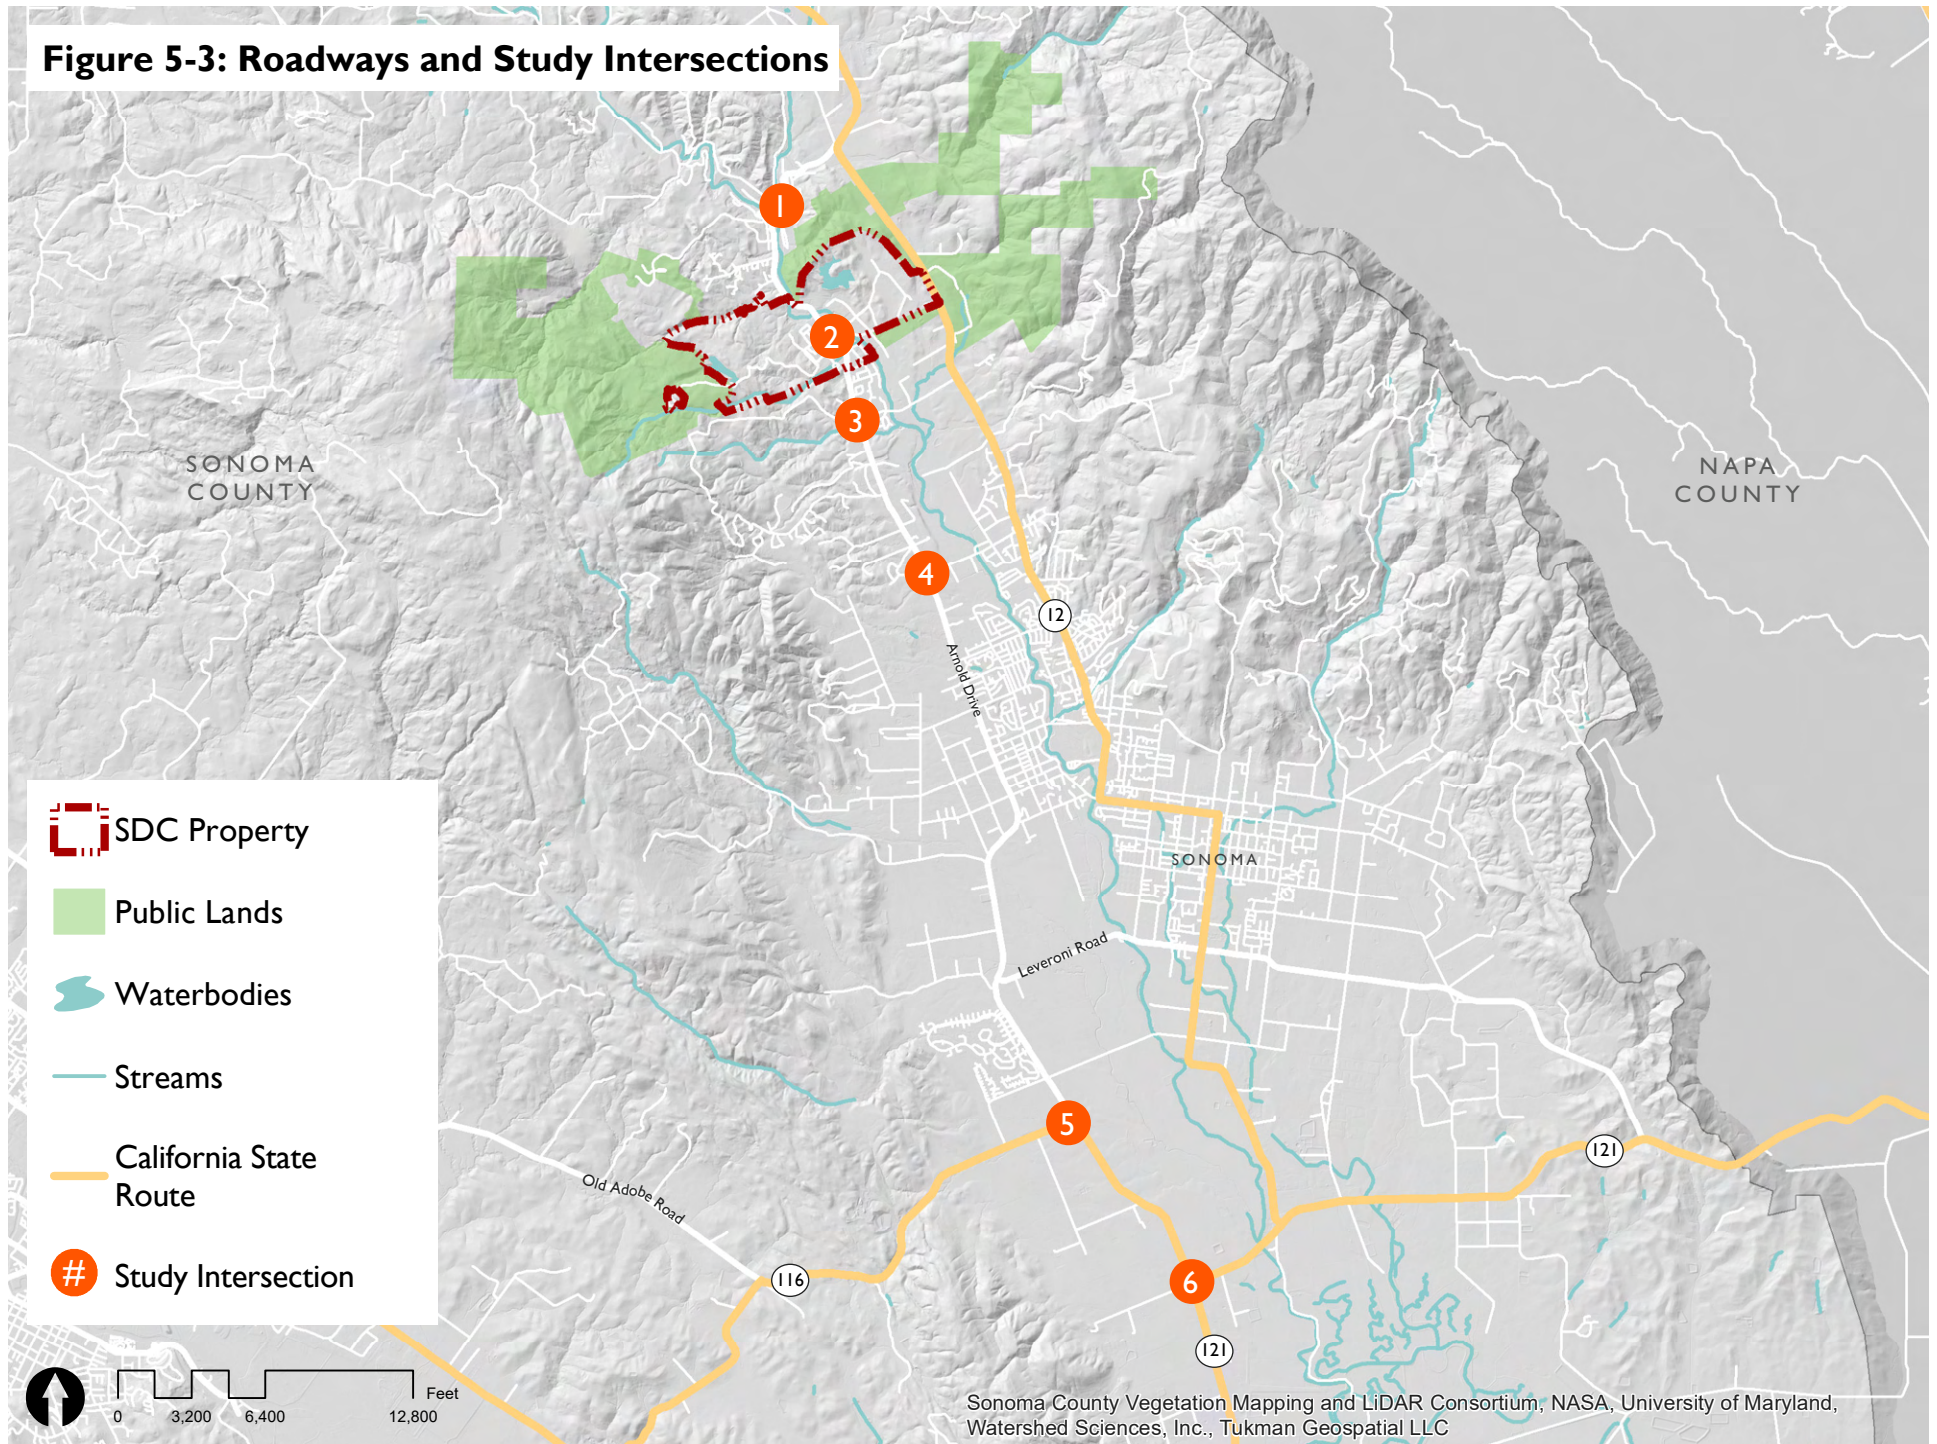 Figure 5-3: Roadways and Study Intersections
1
2
3
SONOMA
COUNTY
NAPA
COUNTY
4
12
Arnold Drive
SONOMA
Leveroni Road
5
121
Old Adobe Road
116
6
121
SDC Property
Public Lands
Waterbodies
Streams
California State
Route
# Study Intersection
Feet
0 3,200 6,400 12,800
Sonoma County Vegetation Mapping and LiDAR Consortium, NASA, University of Maryland,
Watershed Sciences, Inc., Tukman Geospatial LLC